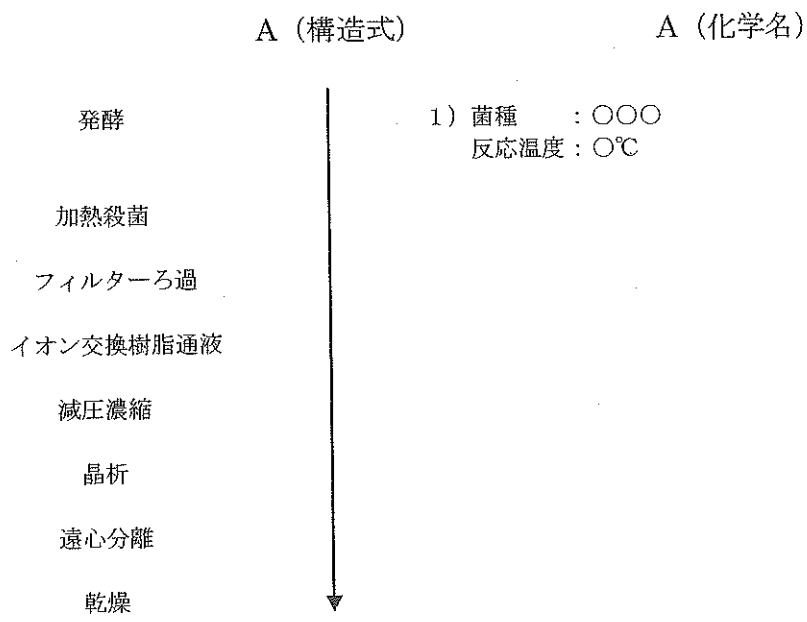 A（構造式）
A（化学名）
発酵
1）菌種　：○○○
反応温度：○℃
加熱殺菌
フィルターろ過
イオン交換樹脂通液
減圧濃縮
晶析
遠心分離
乾燥